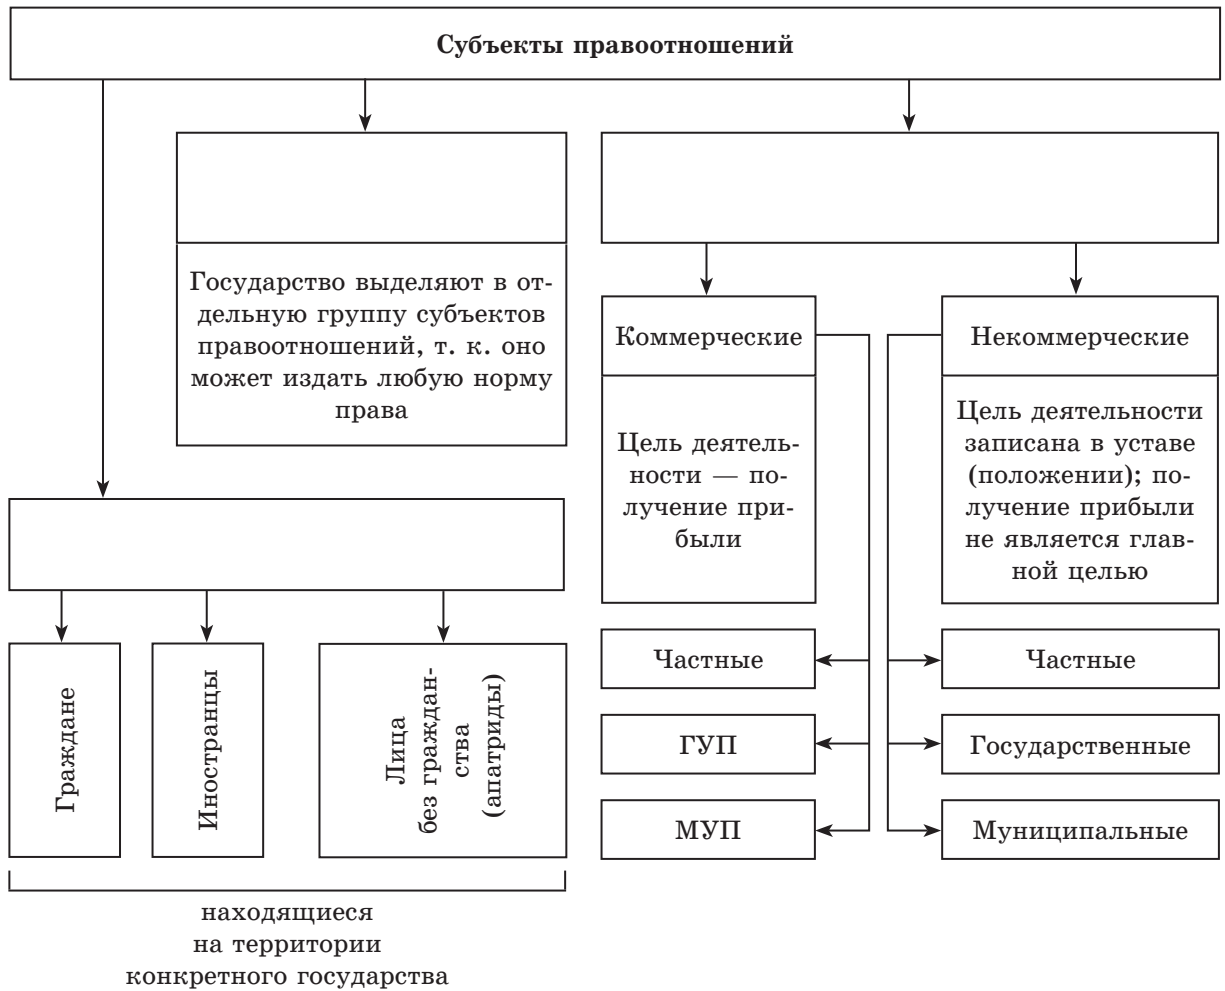 Субъекты правоотношений
Государство выделяют в от-
дельную группу субъектов
правоотношений, т. к. оно
может издать любую норму
права
Коммерческие
Цель деятель-
ности — по-
лучение при-
были
Некоммерческие
Цель деятельности
записана в уставе
(положении); по-
лучение прибыли
не является глав-
ной целью
Частные
ГУП
МУП
Частные
Государственные
Муниципальные
Граждане
Иностранцы
Лица
без граждан-
ства
(апатриды)
находящиеся
на территории
конкретного государства